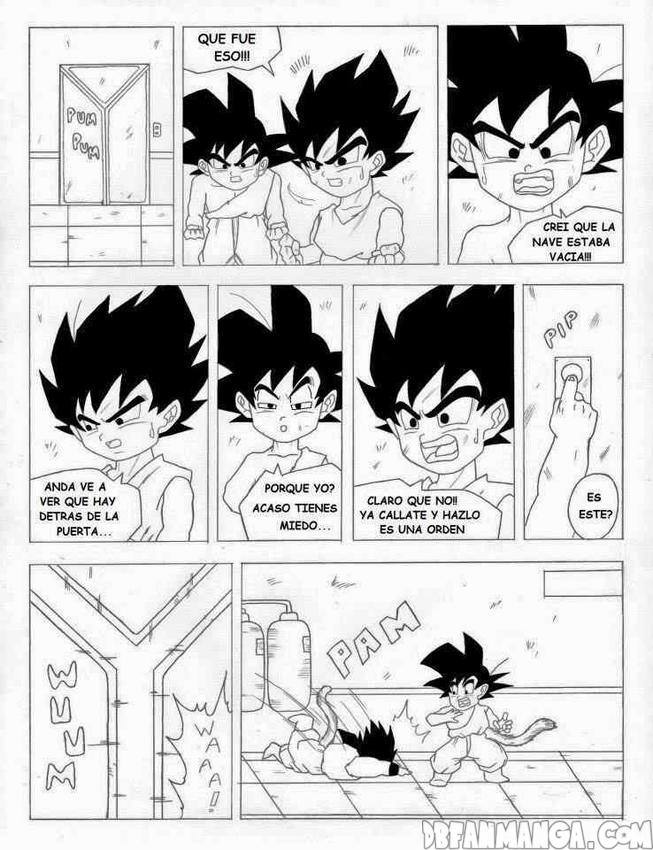 PUM
PUM
QUE FUE
ESO!!!
CREI QUE LA
NAVE ESTABA
VACIA!!!
ANDA VE A
VER QUE HAY
DETRAS DE LA
PUERTA...
PORQUE YO?
ACASO TIENES
MIEDO...
CLARO QUE NO!!
YA CALLATE Y HAZLO
ES UNA ORDEN
PIP
ES
ESTE?
WUUM
WAAA!
PAM
DBFANMANGA.COM